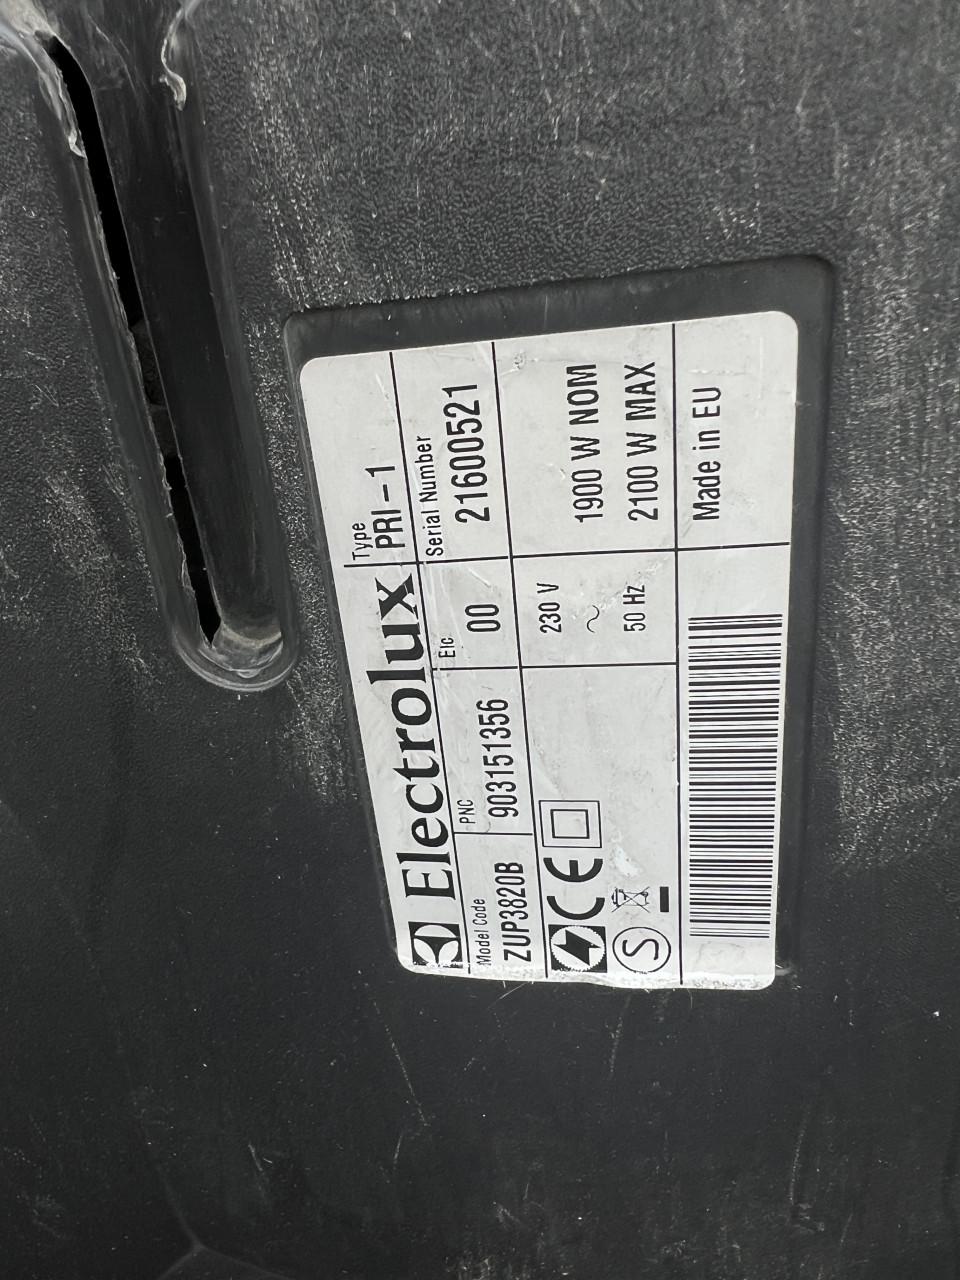 Electrolux
Type
PRI-1
Model Code
ZUP3820B
PNC
903151356
Elc
00
Serial Number
21600521
CE
230 V
~
50 Hz
1900 W NOM
2100 W MAX
S
Made in EU